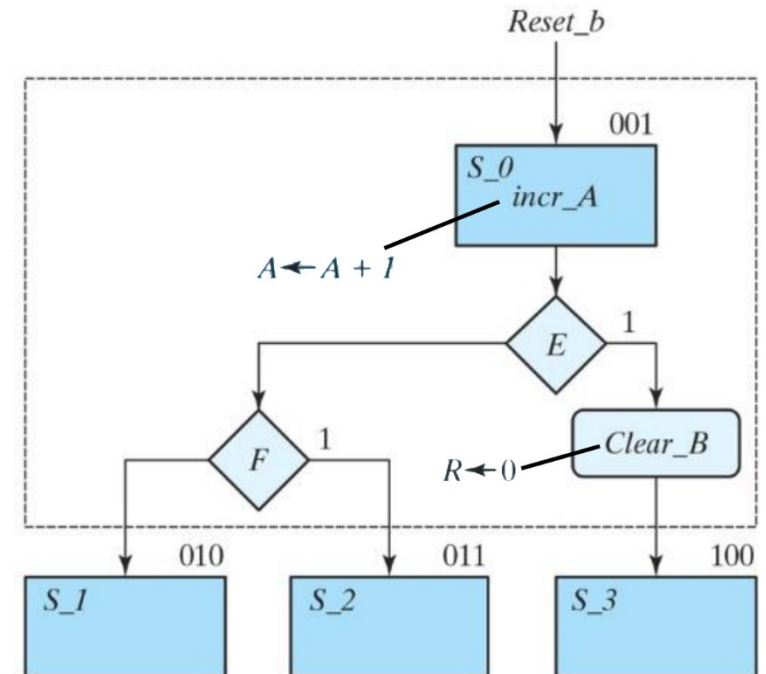 Reset_b
001
S_0
incr_A
A ← A + 1
E
1
F
1
Clear_B
R ← 0
010
011
100
S_1
S_2
S_3